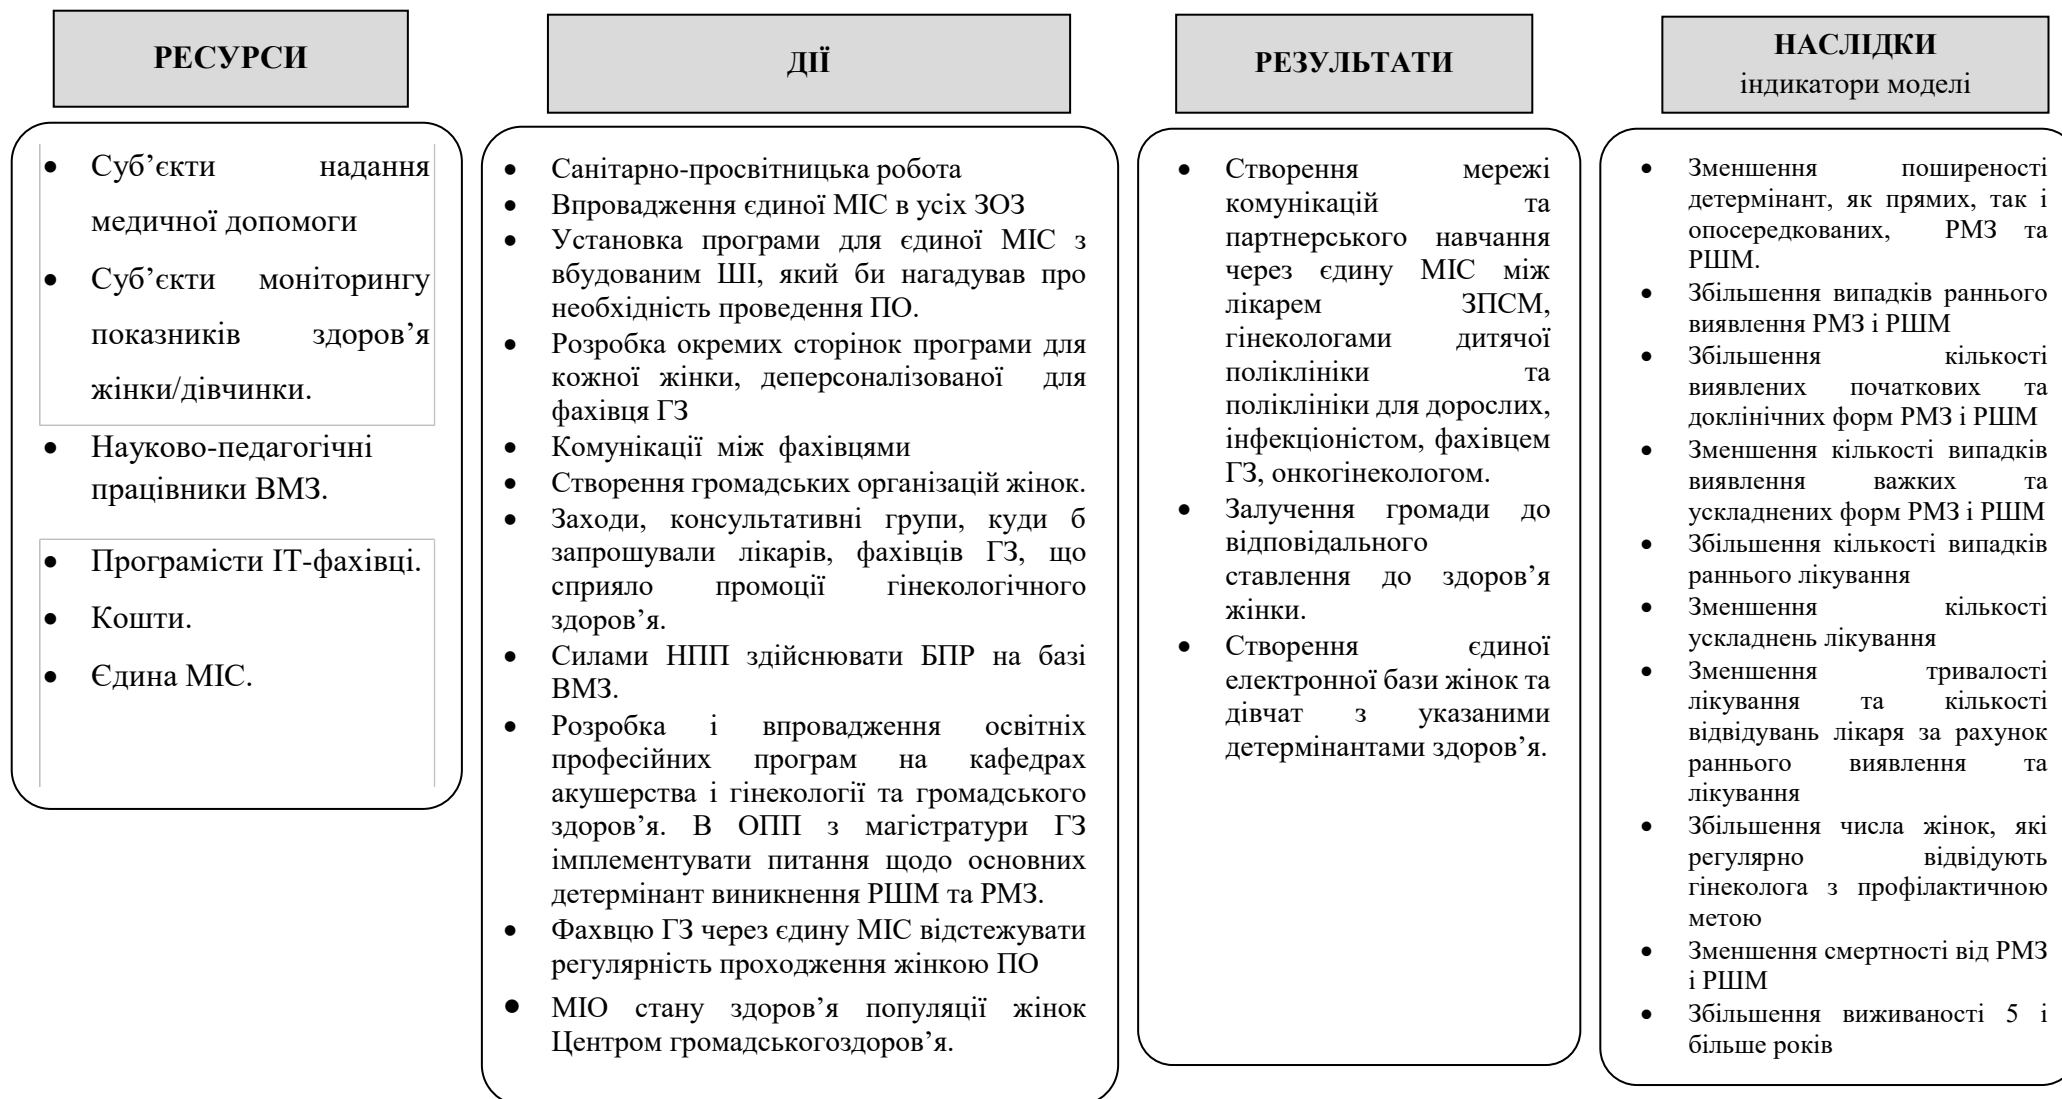 РЕСУРСИ
Суб’єкти надання
медичної допомоги
Суб’єкти моніторингу
показників здоров’я
жінки/дівчинки.
Науково-педагогічні
працівники ВМЗ.
Програмісти ІТ-фахівці.
Кошти.
Єдина МІС.
ДІЇ
Санітарно-просвітницька робота
Впровадження єдиної МІС в усіх ЗОЗ
Установка програми для єдиної МІС з
вбудованим ШІ, який би нагадував про
необхідність проведення ПО.
Розробка окремих сторінок програми для
кожної жінки, деперсоналізованої для
фахівця ГЗ
Комунікації між фахівцями
Створення громадських організацій жінок.
Заходи, консультативні групи, куди б
запрошували лікарів, фахівців ГЗ, що
сприяло промоції гінекологічного
здоров’я.
Силами НПП здійснювати БПР на базі
ВМЗ.
Розробка і впровадження освітніх
професійних програм на кафедрах
акушерства і гінекології та громадського
здоров’я. В ОПП з магістратури ГЗ
імплементувати питання щодо основних
детермінант виникнення РШМ та РМЗ.
Фахвцю ГЗ через єдину МІС відстежувати
регулярність проходження жінкою ПО
МІО стану здоров’я популяції жінок
Центром громадськогоздоров’я.
РЕЗУЛЬТАТИ
Створення мережі
комунікацій та
партнерського навчання
через єдину МІС між
лікарем ЗПСМ,
гінекологами дитячої
поліклініки та
поліклініки для дорослих,
інфекціоністом, фахівцем
ГЗ, онкогінекологом.
Залучення громади до
відповідального
ставлення до здоров’я
жінки.
Створення єдиної
електронної бази жінок та
дівчат з указаними
детермінантами здоров’я.
НАСЛІДКИ
індикатори моделі
Зменшення поширеності
детермінант, як прямих, так і
опосередкованих, РМЗ та
РШМ.
Збільшення випадків раннього
виявлення РМЗ і РШМ
Збільшення кількості
виявлених початкових та
доклінічних форм РМЗ і РШМ
Зменшення кількості випадків
виявлення важких та
ускладнених форм РМЗ і РШМ
Збільшення кількості випадків
раннього лікування
Зменшення кількості
ускладнень лікування
Зменшення тривалості
лікування та кількості
відвідувань лікаря за рахунок
раннього виявлення та
лікування
Збільшення числа жінок, які
регулярно відвідують
гінеколога з профілактичною
метою
Зменшення смертності від РМЗ
і РШМ
Збільшення виживаності 5 і
більше років